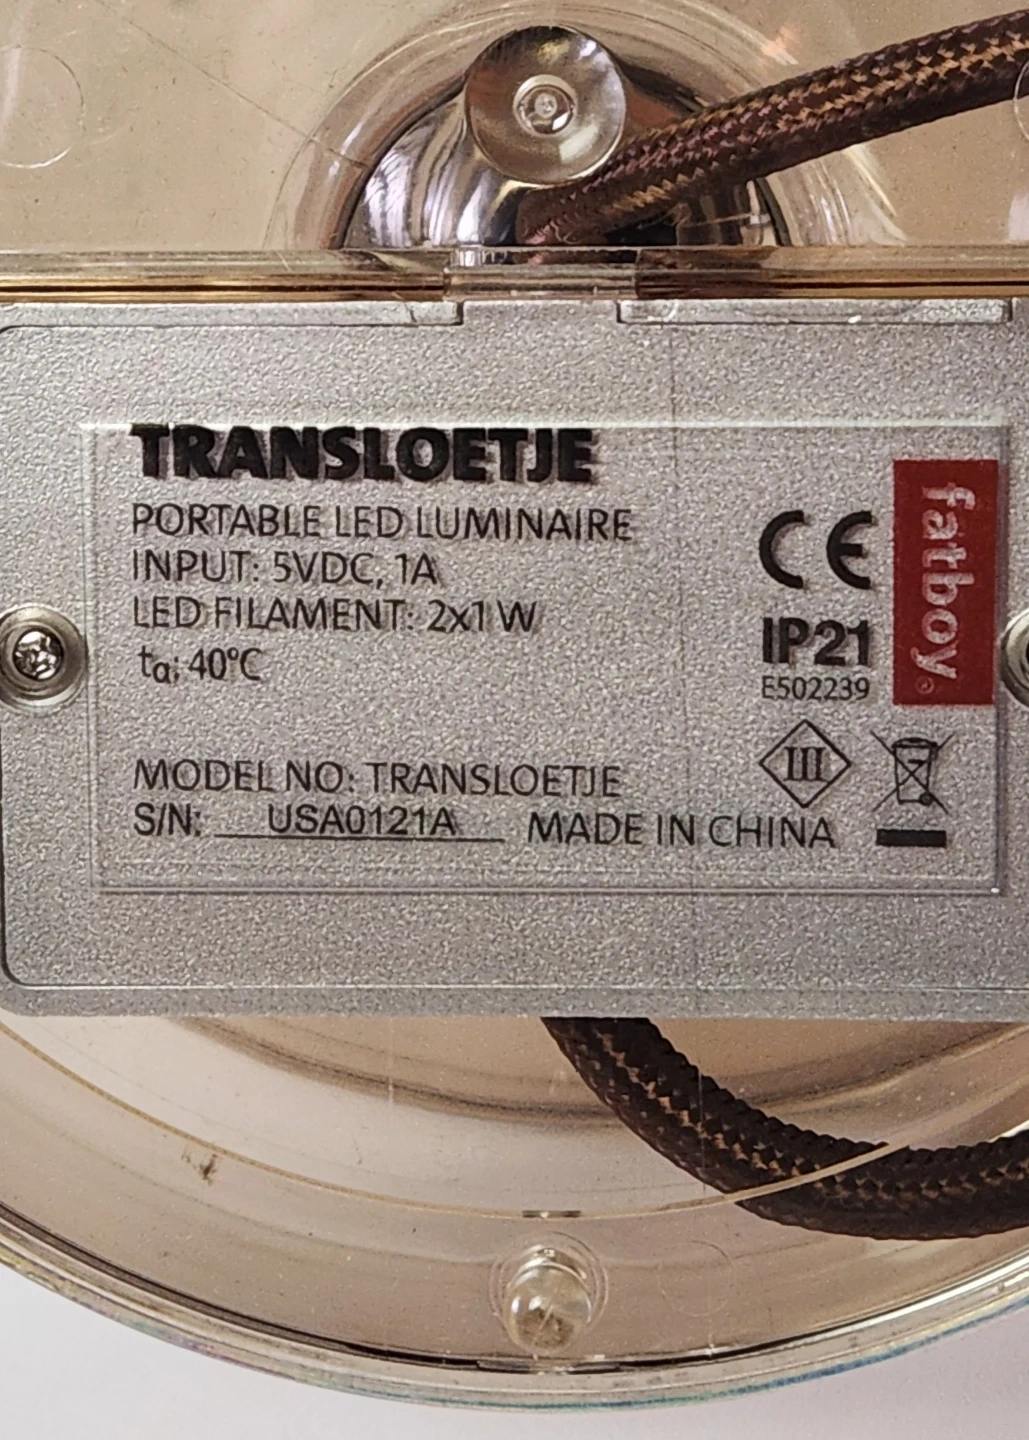 TRANSLOETJE
PORTABLE LED LUMINAIRE
INPUT: 5VDC, 1A
LED FILAMENT: 2x1 W
ta: 40°C
MODEL NO: TRANSLOETJE
S/N: USA0121A MADE IN CHINA
CE
IP21
E502239
III
fatboy®